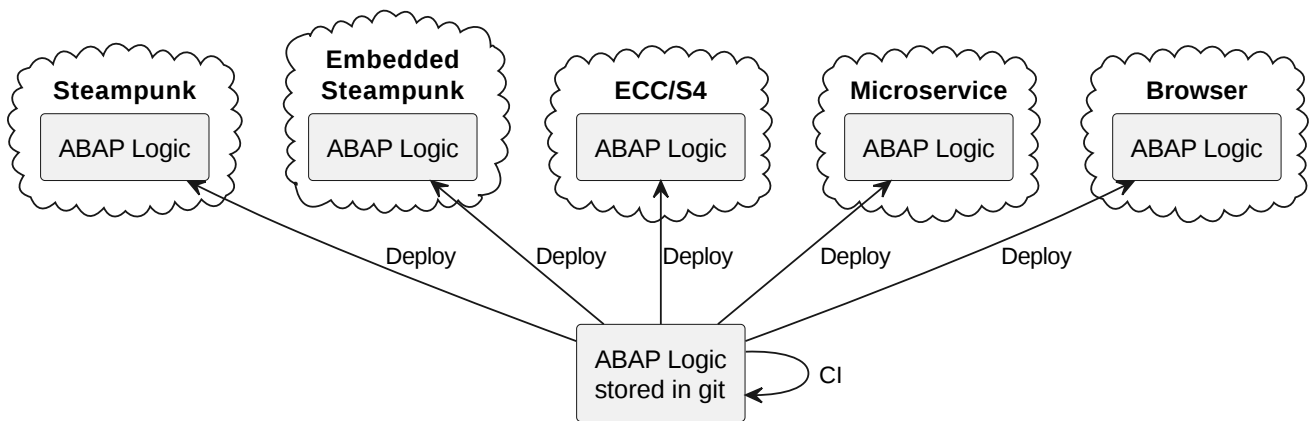 Steampunk
ABAP Logic
Embedded
Steampunk
ABAP Logic
ECC/S4
ABAP Logic
Microservice
ABAP Logic
Browser
ABAP Logic
Deploy
Deploy
Deploy
Deploy
Deploy
ABAP Logic
stored in git
CI